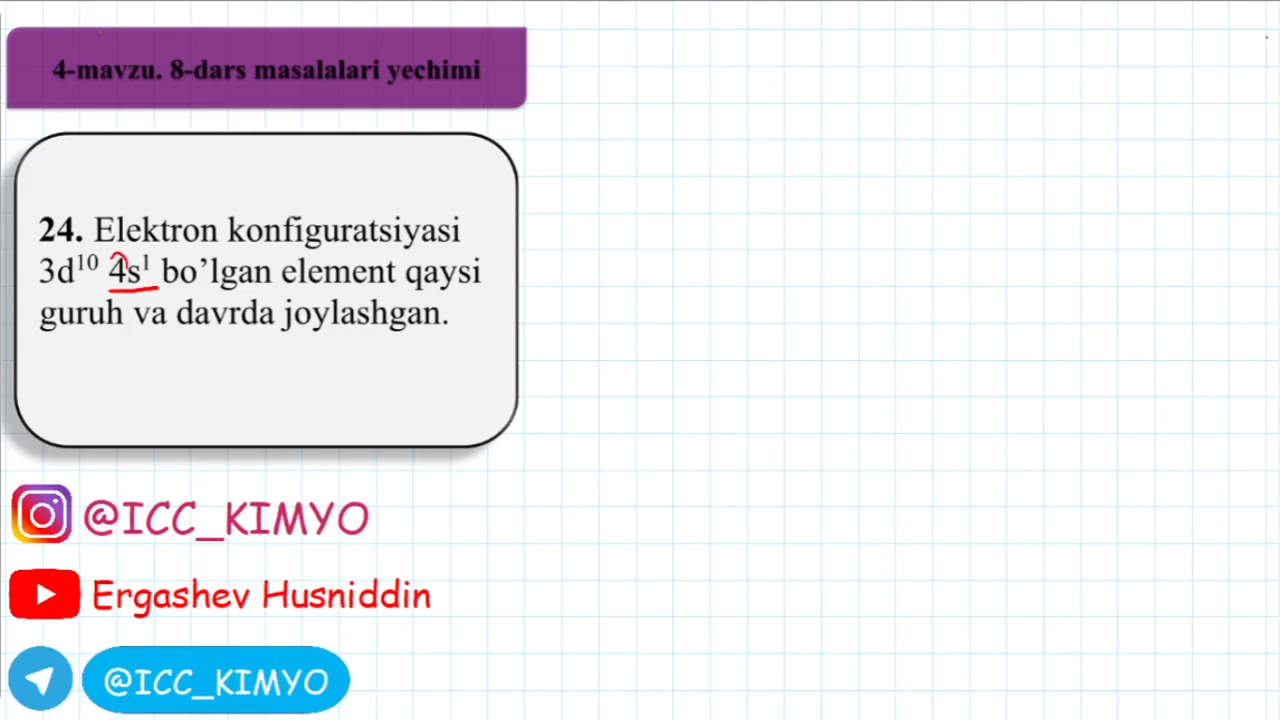 4-mavzu. 8-dars masalalari yechimi
24. Elektron konfiguratsiyasi
3d¹⁰ 4s¹ bo’lgan element qaysi
guruh va davrda joylashgan.
@ICC_KIMYO
Ergashev Husniddin
@ICC_KIMYO